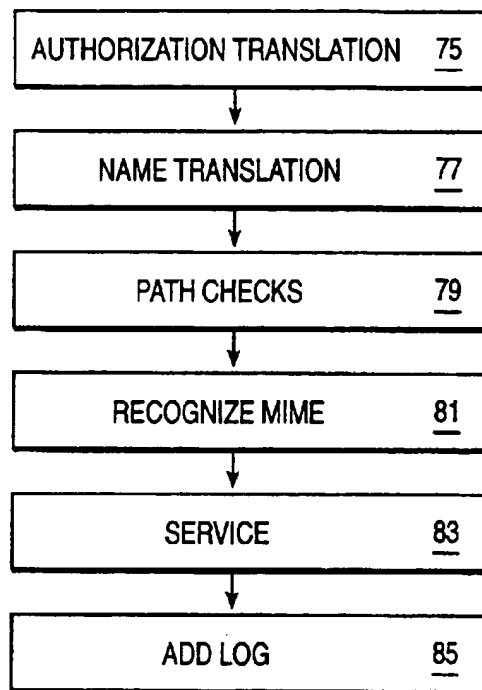 AUTHORIZATION TRANSLATION 75
NAME TRANSLATION 77
PATH CHECKS 79
RECOGNIZE MIME 81
SERVICE 83
ADD LOG 85